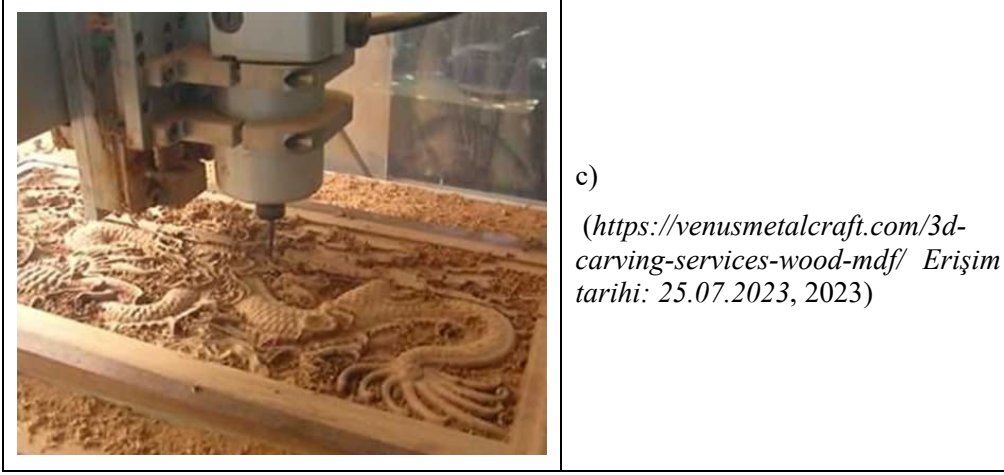 c)
(https://venusmetalcraft.com/3d-
carving-services-wood-mdf/ Erişim
tarihi: 25.07.2023, 2023)